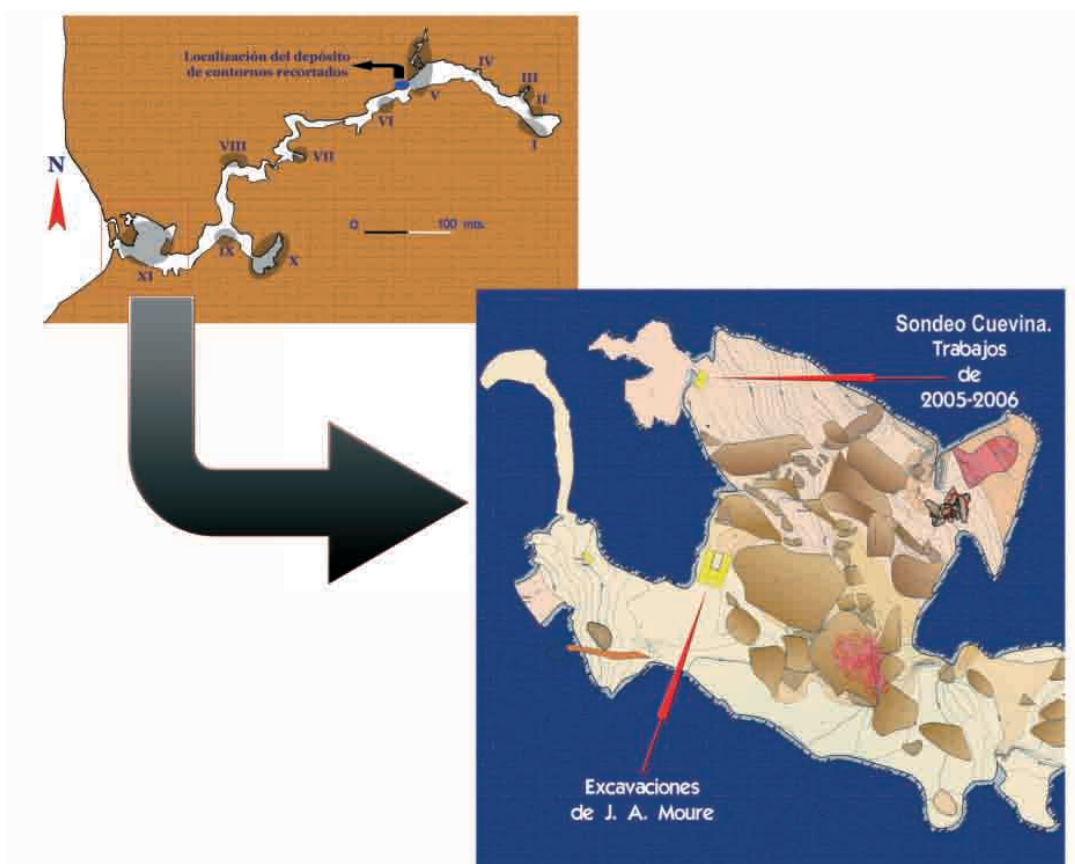 Localización del depósito
de contornos recortados
IV
III
II
V
VI
I
VIII
VII
N
0 100 mts.
IX
X
XI
Sondeo Cuevina.
Trabajos
de
2005-2006
Excavaciones
de J. A. Moure